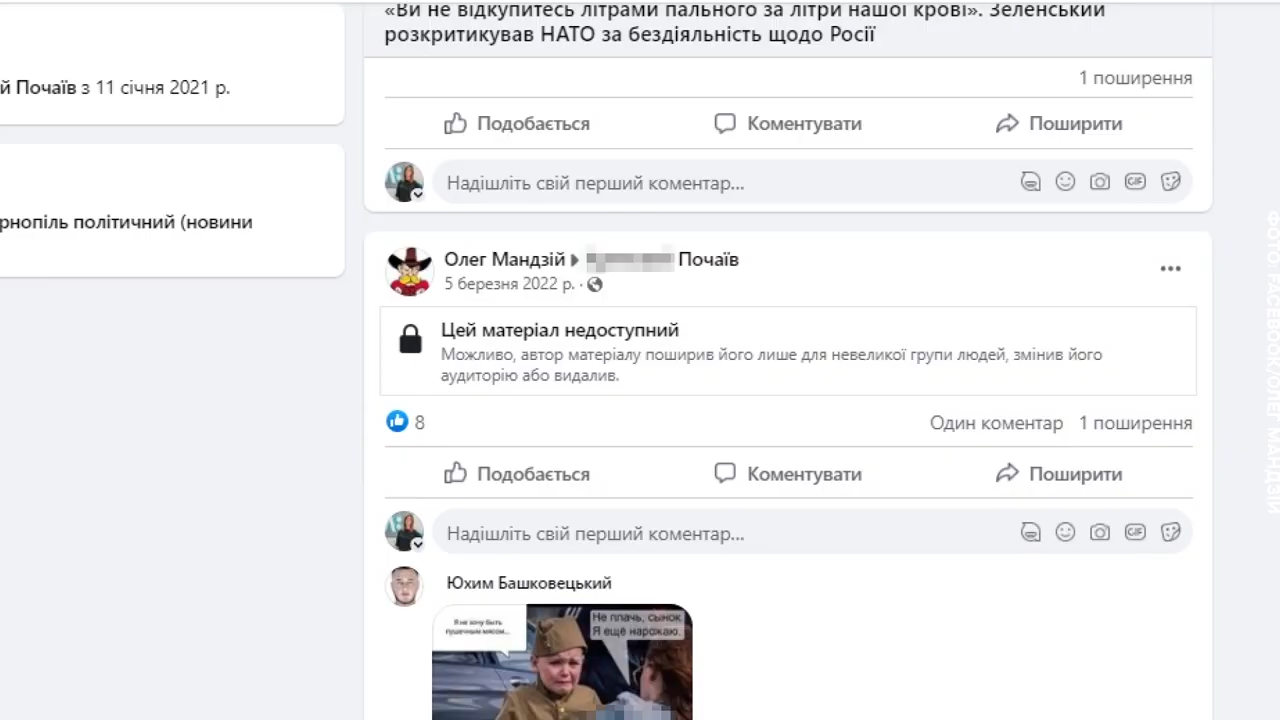 «Ви не відкупитесь літрами пального за літри нашої крові». Зеленський
розкритикував НАТО за бездіяльність щодо Росії
й Почаїв з 11 січня 2021 р.
рнопіль політичний (новини
1 поширення
Подобається Коментувати Поширити
Надішліть свій перший коментар...
GIF
Олег Мандзій Почаїв
5 березня 2022 р. ·
Цей матеріал недоступний
Можливо, автор матеріалу поширив його лише для невеликої групи людей, змінив його
аудиторію або видалив.
8 Один коментар 1 поширення
Подобається Коментувати Поширити
Надішліть свій перший коментар...
GIF
Юхим Башковецький
Я не хочу быть
пушечным мясом...
Не плачь, сынок.
Я ещё нарожаю.
ФОТО: FACEBOOK/ОЛЕГ МАНДЗІЙ